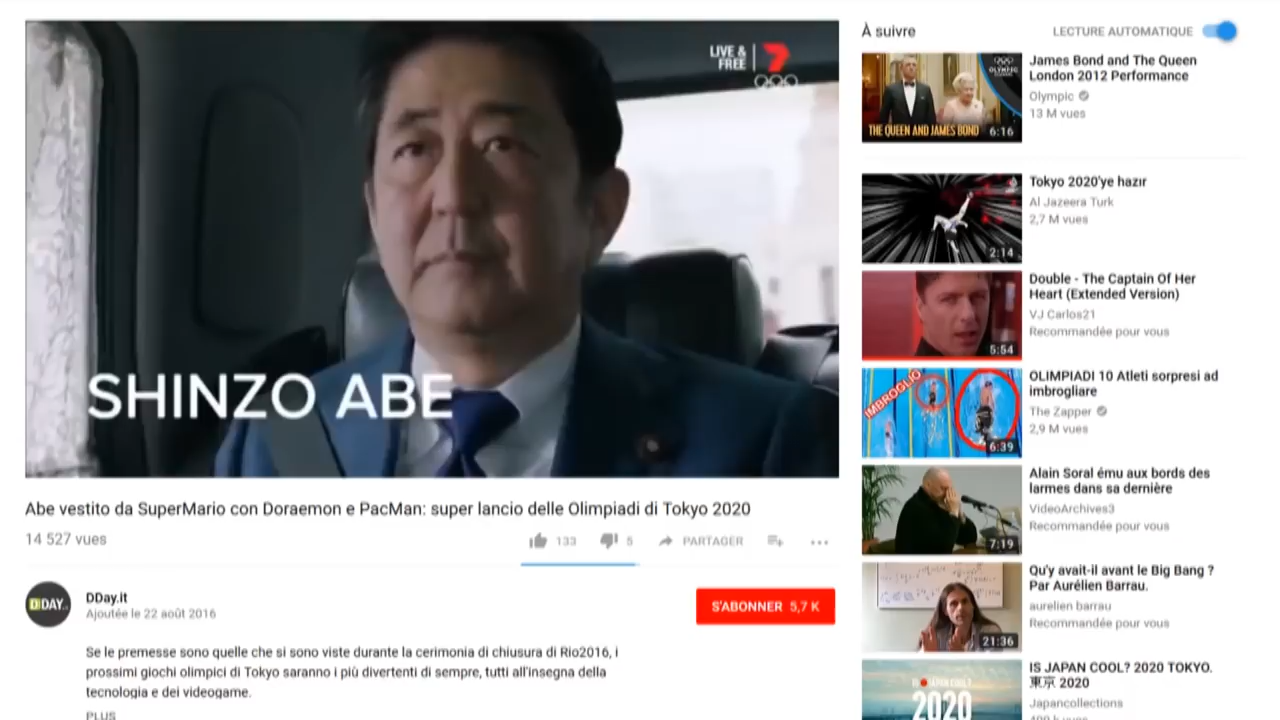 LIVE &
FREE
7
SHINZO ABE
Abe vestito da SuperMario con Doraemon e PacMan: super lancio delle Olimpiadi di Tokyo 2020
14 527 vues
133
5
PARTAGER
DDAY.it
DDay.it
Ajoutée le 22 août 2016
S'ABONNER 5,7 K
Se le premesse sono quelle che si sono viste durante la cerimonia di chiusura di Rio2016, i
prossimi giochi olimpici di Tokyo saranno i più divertenti di sempre, tutti all'insegna della
tecnologia e dei videogame.
PLUS
À suivre
LECTURE AUTOMATIQUE
THE QUEEN AND JAMES BOND
6:16
James Bond and The Queen
London 2012 Performance
Olympic
13 M vues
2:14
Tokyo 2020'ye hazır
Al Jazeera Turk
2,7 M vues
5:54
Double - The Captain Of Her
Heart (Extended Version)
VJ Carlos21
Recommandée pour vous
IMBROGLIO
6:39
OLIMPIADI 10 Atleti sorpresi ad
imbrogliare
The Zapper
2,9 M vues
7:19
Alain Soral ému aux bords des
larmes dans sa dernière
VideoArchives3
Recommandée pour vous
21:36
Qu'y avait-il avant le Big Bang ?
Par Aurélien Barrau.
aurelien barrau
Recommandée pour vous
2020
IS JAPAN COOL? 2020 TOKYO.
東京 2020
Japancollections